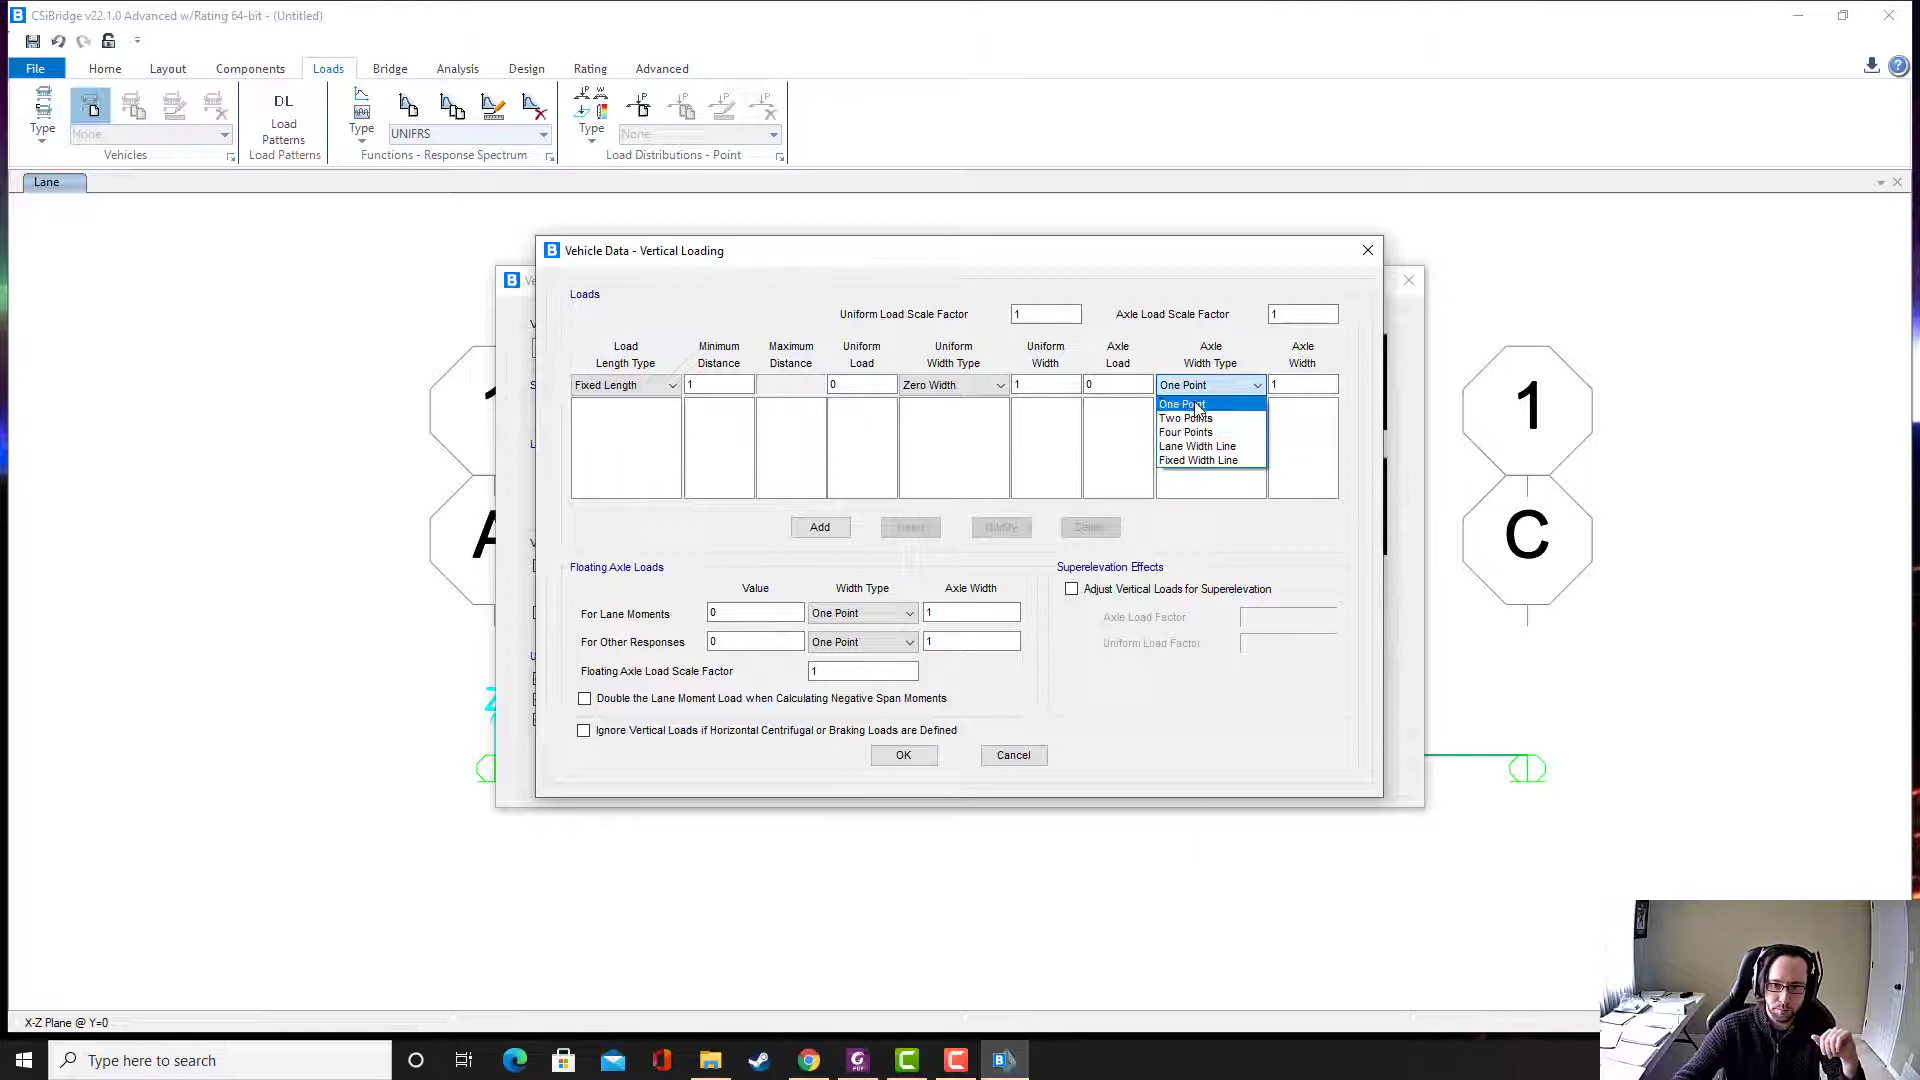 CSiBridge v22.1.0 Advanced w/Rating 64-bit - (Untitled)
File Home Layout Components Loads Bridge Analysis Design Rating Advanced
Type
None
Vehicles
DL
Load
Patterns
Load Patterns
Type
UNIFRS
Functions - Response Spectrum
Type
None
Load Distributions - Point
Lane
Vehicle Data - Vertical Loading
Loads
Uniform Load Scale Factor 1 Axle Load Scale Factor 1
Load Minimum Maximum Uniform Uniform Uniform Axle Axle Axle
Length Type Distance Distance Load Width Type Width Load Width Type Width
Fixed Length 1 0 Zero Width 1 0 One Point 1
One Point
Two Points
Four Points
Lane Width Line
Fixed Width Line
Add Insert Modify Delete
Floating Axle Loads
Value Width Type Axle Width
For Lane Moments 0 One Point 1
For Other Responses 0 One Point 1
Floating Axle Load Scale Factor 1
Double the Lane Moment Load when Calculating Negative Span Moments
Superelevation Effects
Adjust Vertical Loads for Superelevation
Axle Load Factor
Uniform Load Factor
Ignore Vertical Loads if Horizontal Centrifugal or Braking Loads are Defined
OK Cancel
1
A
C
Z
X-Z Plane @ Y=0
Type here to search